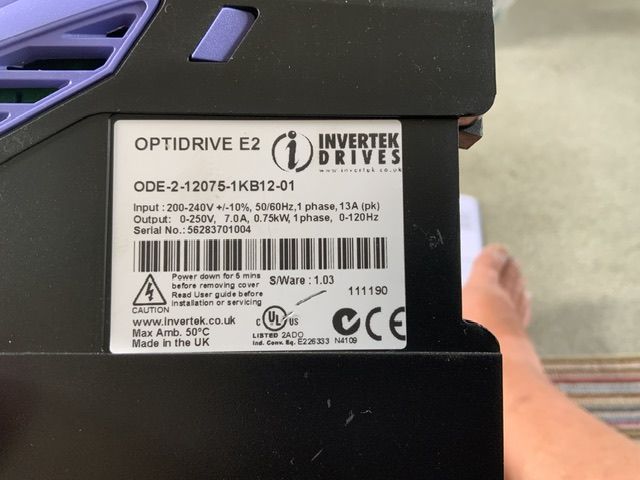 OPTIDRIVE E2
INVERTEK
DRIVES
www.invertek.co.uk
ODE-2-12075-1KB12-01
Input : 200-240V +/-10%, 50/60Hz,1 phase, 13A (pk)
Output: 0-250V, 7.0A, 0.75kW, 1 phase, 0-120Hz
Serial No.: 56283701004
Power down for 5 mins
before removing cover
Read User guide before
installation or servicing
CAUTION
S/Ware : 1.03
111190
www.invertek.co.uk
Max Amb. 50°C
Made in the UK
C UL US
LISTED 2ADO
Ind. Conv. Eq. E226333
N4109
CE